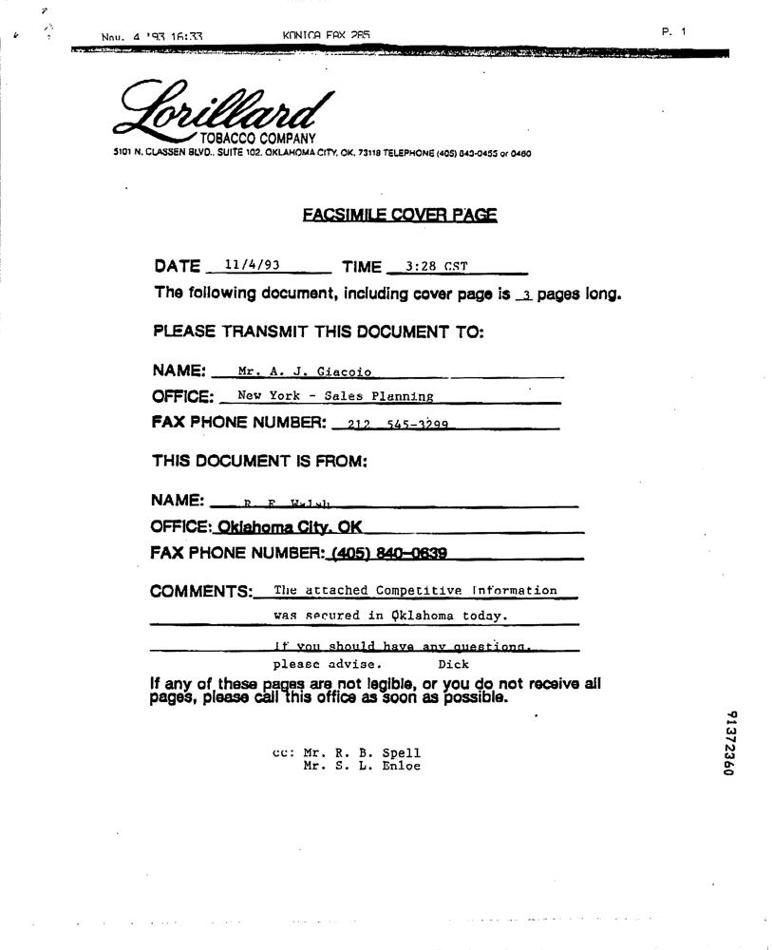 Nov. 4 '93 16:33 KONICA FAX 285 P. 1
Lorillard
TOBACCO COMPANY
5101 N. CLASSEN BLVD., SUITE 102, OKLAHOMA CITY, OK, 73118 TELEPHONE (405) 843-0455 or 0460
FACSIMILE COVER PAGE
DATE 11/4/93 TIME 3:28 CST
The following document, including cover page is 3 pages long.
PLEASE TRANSMIT THIS DOCUMENT TO:
NAME: Mr. A. J. Giacoio
OFFICE: New York - Sales Planning
FAX PHONE NUMBER: 212 545-3299
THIS DOCUMENT IS FROM:
NAME: R. F.
OFFICE: Oklahoma City, OK
FAX PHONE NUMBER: (405) 840-0639
COMMENTS: The attached Competitive Information
was secured in Oklahoma today.
If you should have any questions,
please advise. Dick
If any of these pages are not legible, or you do not receive all
pages, please call this office as soon as possible.
cc: Mr. R. B. Spell
Mr. S. L. Enloe
91372360